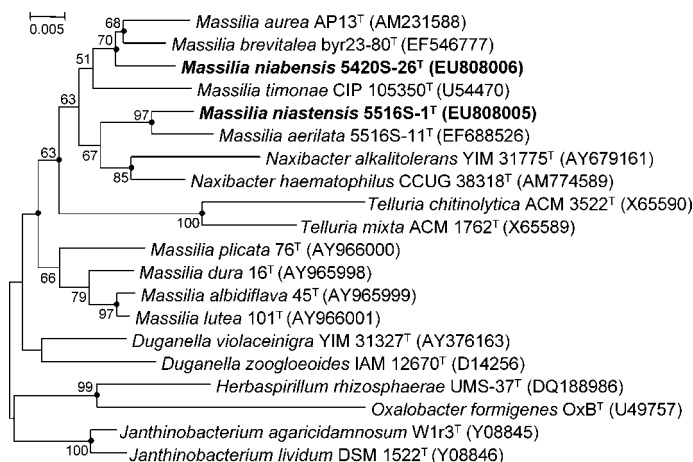 0.005
68
Massilia aurea AP13ᵀ (AM231588)
70
Massilia brevitalea byr23-80ᵀ (EF546777)
51
Massilia niabensis 5420S-26ᵀ (EU808006)
Massilia timonae CIP 105350ᵀ (U54470)
63
97
Massilia niastensis 5516S-1ᵀ (EU808005)
Massilia aerilata 5516S-11ᵀ (EF688526)
67
63
Naxibacter alkalitolerans YIM 31775ᵀ (AY679161)
85
Naxibacter haematophilus CCUG 38318ᵀ (AM774589)
Telluria chitinolytica ACM 3522ᵀ (X65590)
100
Telluria mixta ACM 1762ᵀ (X65589)
Massilia plicata 76ᵀ (AY966000)
66
Massilia dura 16ᵀ (AY965998)
79
Massilia albidiflava 45ᵀ (AY965999)
97
Massilia lutea 101ᵀ (AY966001)
Duganella violaceinigra YIM 31327ᵀ (AY376163)
Duganella zoogloeoides IAM 12670ᵀ (D14256)
99
Herbaspirillum rhizosphaerae UMS-37ᵀ (DQ188986)
Oxalobacter formigenes OxBᵀ (U49757)
Janthinobacterium agaricidamnosum W1r3ᵀ (Y08845)
100
Janthinobacterium lividum DSM 1522ᵀ (Y08846)